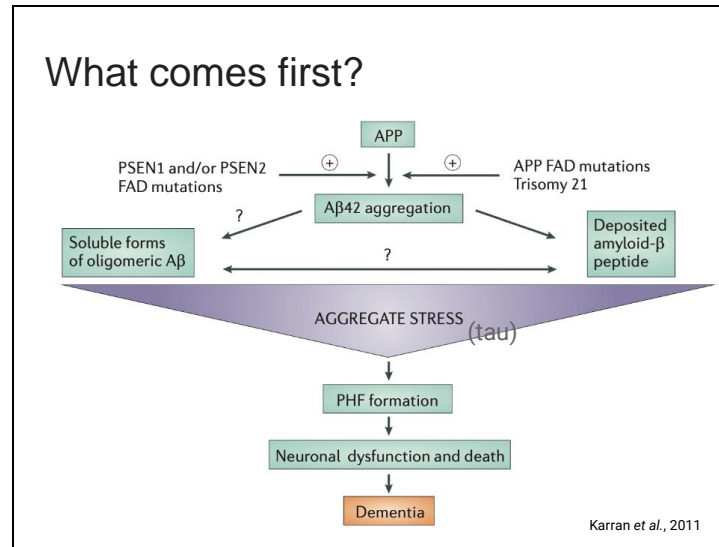 What comes first?
APP
PSEN1 and/or PSEN2
FAD mutations
+
+
APP FAD mutations
Trisomy 21
Aβ42 aggregation
?
Soluble forms
of oligomeric Aβ
?
Deposited
amyloid-β
peptide
AGGREGATE STRESS
(tau)
PHF formation
Neuronal dysfunction and death
Dementia
Karran et al., 2011